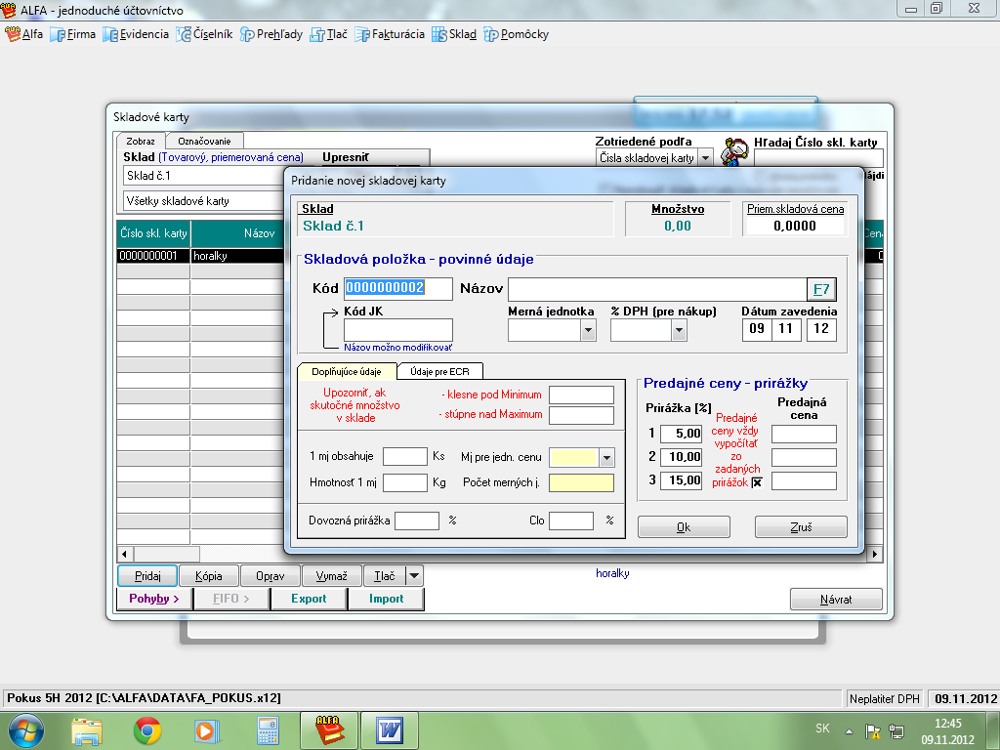 ALFA - jednoduché účtovníctvo
Alfa Firma Evidencia Číselník Prehľady Tlač Fakturácia Sklad Pomôcky
Skladové karty
Zobraz Označovanie
Sklad (Tovarový, priemerovaná cena) Upresniť
Zotriedené podľa
Čísla skladovej karty
Hľadaj Číslo skl. karty
Sklad č.1
Všetky skladové karty
Číslo skl. karty Názov
0000000001 horalky
Pridanie novej skladovej karty
Sklad
Sklad č.1
Množstvo
0,00
Priem.skladová cena
0,0000
Skladová položka - povinné údaje
Kód 0000000002 Názov F7
Kód JK
Názov možno modifikovať
Merná jednotka % DPH (pre nákup) Dátum zavedenia
09 11 12
Doplňujúce údaje Údaje pre ECR
Upozorniť, ak
skutočné množstvo
v sklade
- klesne pod Minimum
- stúpne nad Maximum
1 mj obsahuje Ks Mj pre jedn. cenu
Hmotnosť 1 mj Kg Počet merných j.
Dovozná prirážka % Clo %
Predajné ceny - prirážky
Prirážka [%] Predajná
cena
1 5,00
2 10,00
3 15,00
Predajné
ceny vždy
vypočítať
zo
zadaných
prirážok
Ok Zruš
Pridaj Kópia Oprav Vymaž Tlač
horalky
Pohyby > FIFO > Export Import
Návrat
Pokus 5H 2012 [C:\ALFA\DATA\FA_POKUS.x12] Neplatiteľ DPH 09.11.2012
SK
12:45
09.11.2012